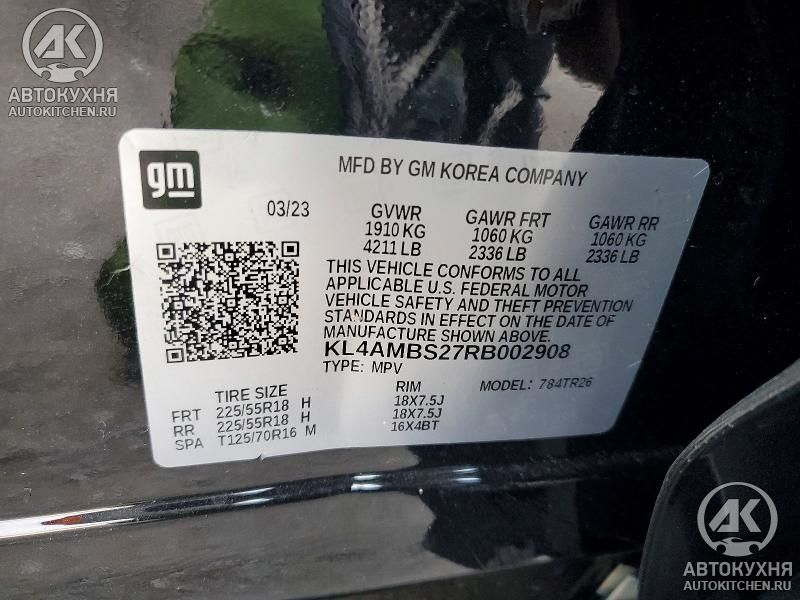 AK
АВТОКУХНЯ
AUTOKITCHEN.RU
gm
MFD BY GM KOREA COMPANY
03/23
GVWR
1910 KG
4211 LB
GAWR FRT
1060 KG
2336 LB
GAWR RR
1060 KG
2336 LB
THIS VEHICLE CONFORMS TO ALL
APPLICABLE U.S. FEDERAL MOTOR
VEHICLE SAFETY AND THEFT PREVENTION
STANDARDS IN EFFECT ON THE DATE OF
MANUFACTURE SHOWN ABOVE.
KL4AMBS27RB002908
TYPE: MPV
MODEL: 784TR26
TIRE SIZE RIM
FRT 225/55R18 H 18X7.5J
RR 225/55R18 H 18X7.5J
SPA T125/70R16 M 16X4BT
AK
АВТОКУХНЯ
AUTOKITCHEN.RU